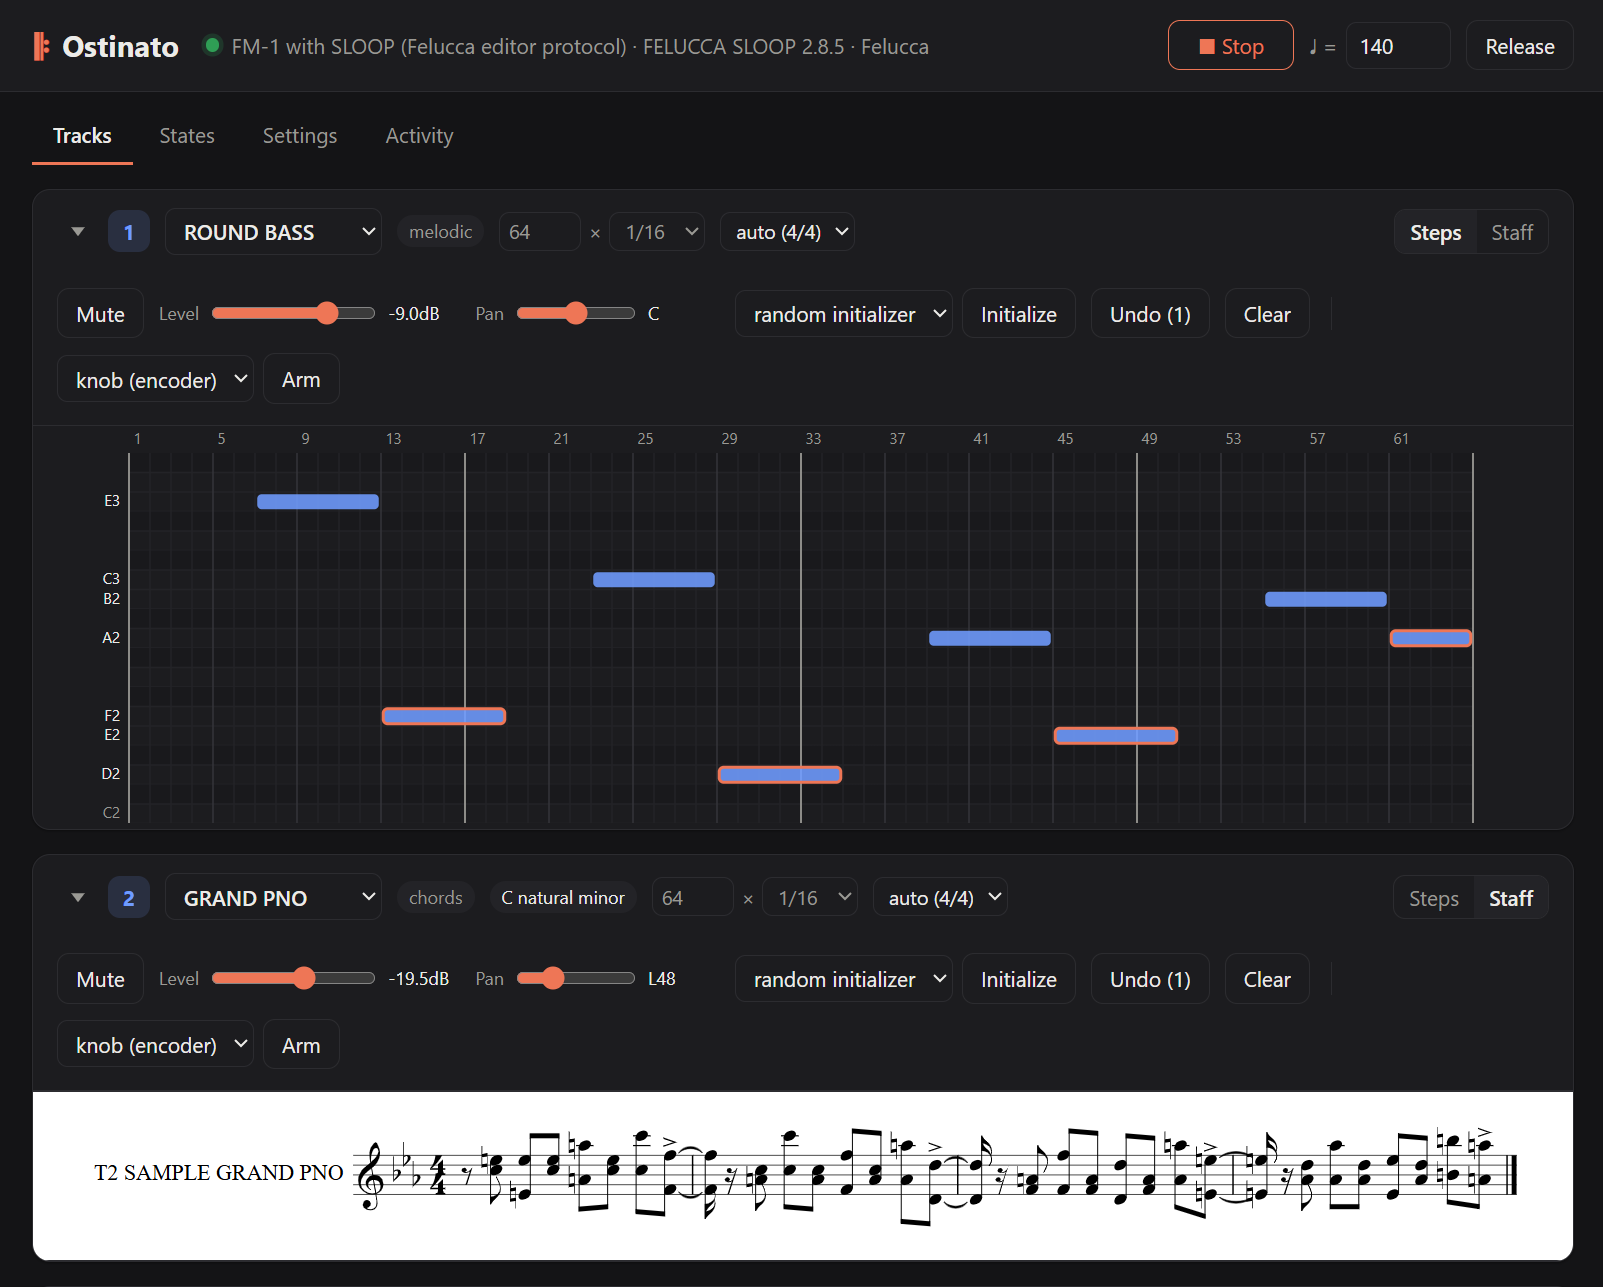 Ostinato FM-1 with SLOOP (Felucca editor protocol) · FELUCCA SLOOP 2.8.5 · Felucca Stop ♩ = 140 Release
Tracks States Settings Activity
1 ROUND BASS melodic 64 × 1/16 auto (4/4) Steps Staff
Mute Level -9.0dB Pan C random initializer Initialize Undo (1) Clear
knob (encoder) Arm
1 5 9 13 17 21 25 29 33 37 41 45 49 53 57 61
E3
C3
B2
A2
F2
E2
D2
C2
2 GRAND PNO chords C natural minor 64 × 1/16 auto (4/4) Steps Staff
Mute Level -19.5dB Pan L48 random initializer Initialize Undo (1) Clear
knob (encoder) Arm
T2 SAMPLE GRAND PNO 4 4